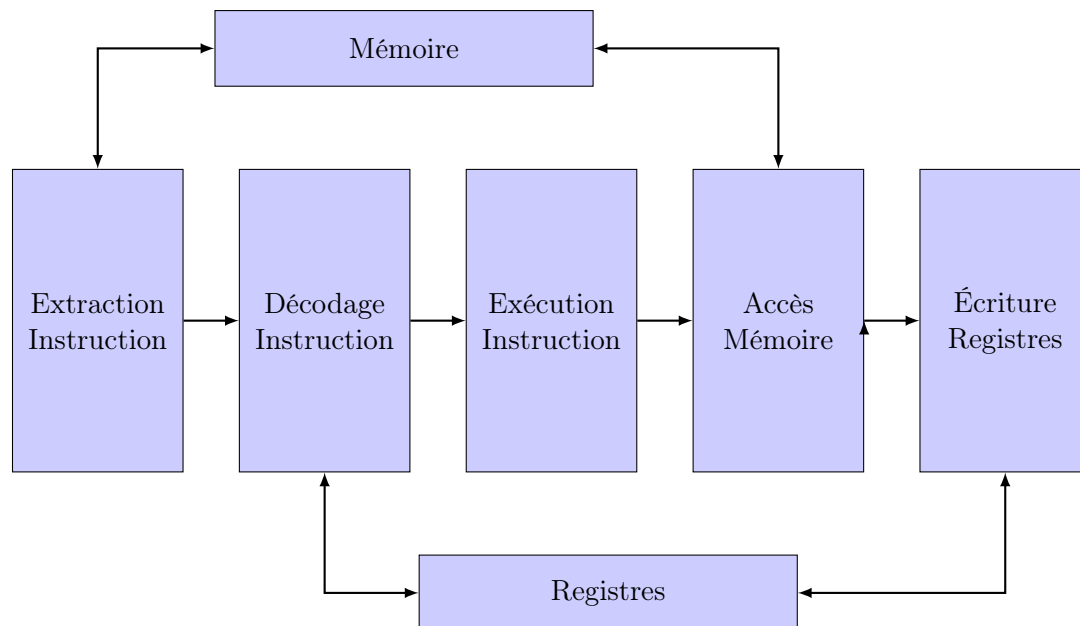 Mémoire
Extraction
Instruction
Décodage
Instruction
Exécution
Instruction
Accès
Mémoire
Écriture
Registres
Registres